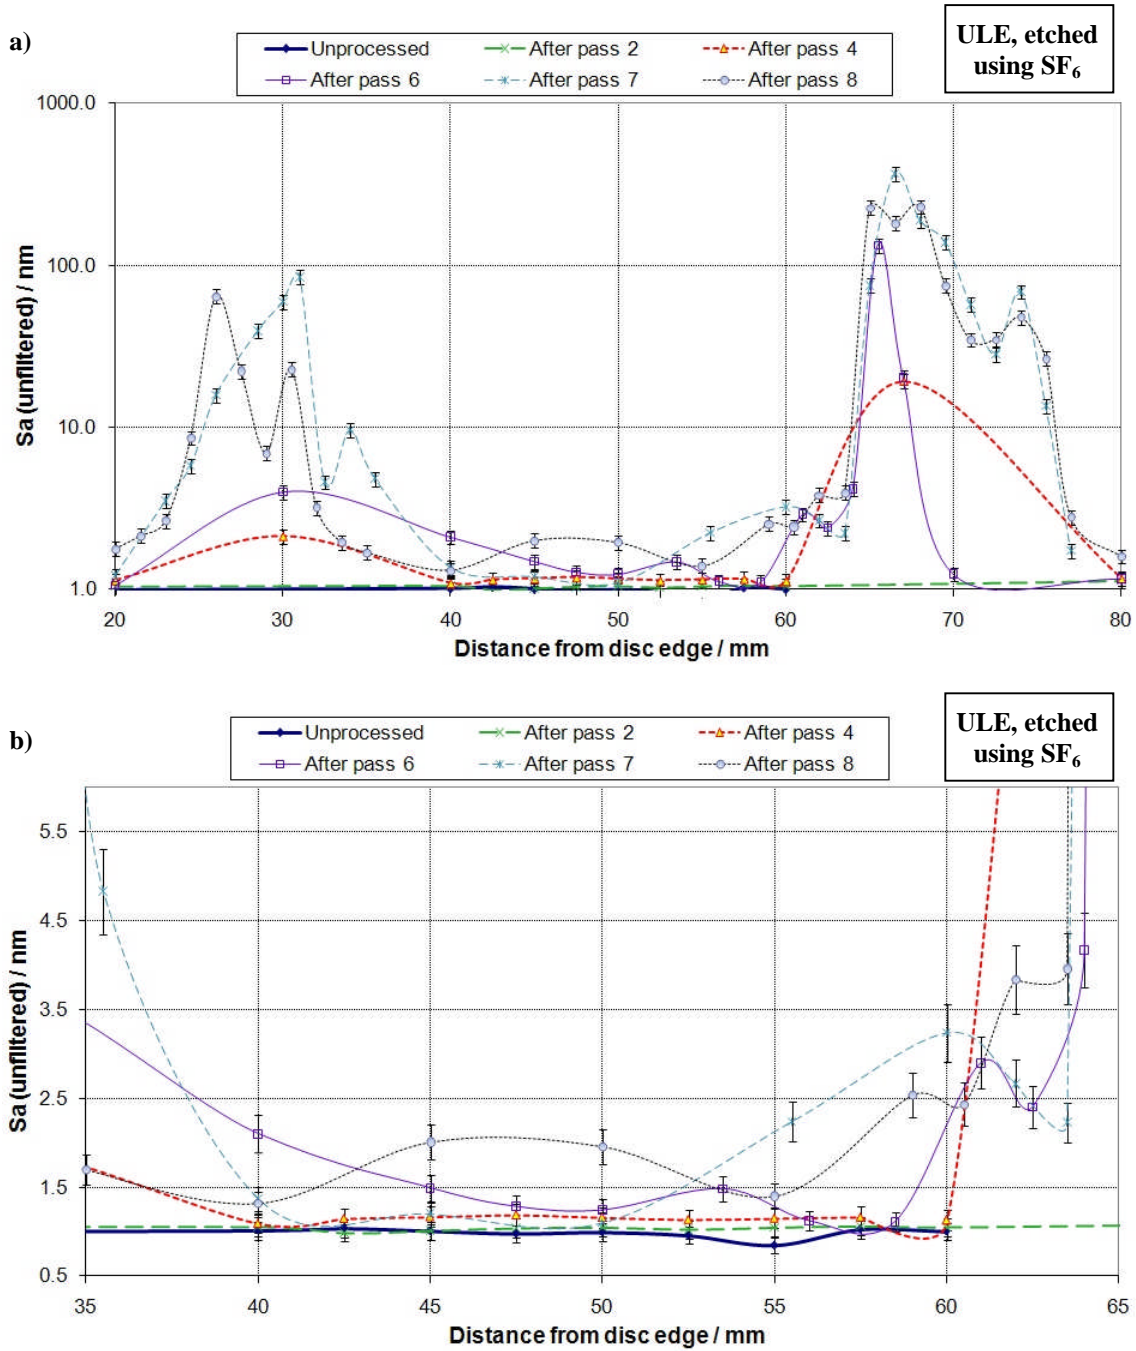 a)
ULE, etched
using SF₆
Unprocessed After pass 2 After pass 4
After pass 6 After pass 7 After pass 8
1000.0
100.0
10.0
1.0
Sa (unfiltered) / nm
20 30 40 50 60 70 80
Distance from disc edge / mm
b)
ULE, etched
using SF₆
Unprocessed After pass 2 After pass 4
After pass 6 After pass 7 After pass 8
5.5
4.5
3.5
2.5
1.5
0.5
Sa (unfiltered) / nm
35 40 45 50 55 60 65
Distance from disc edge / mm